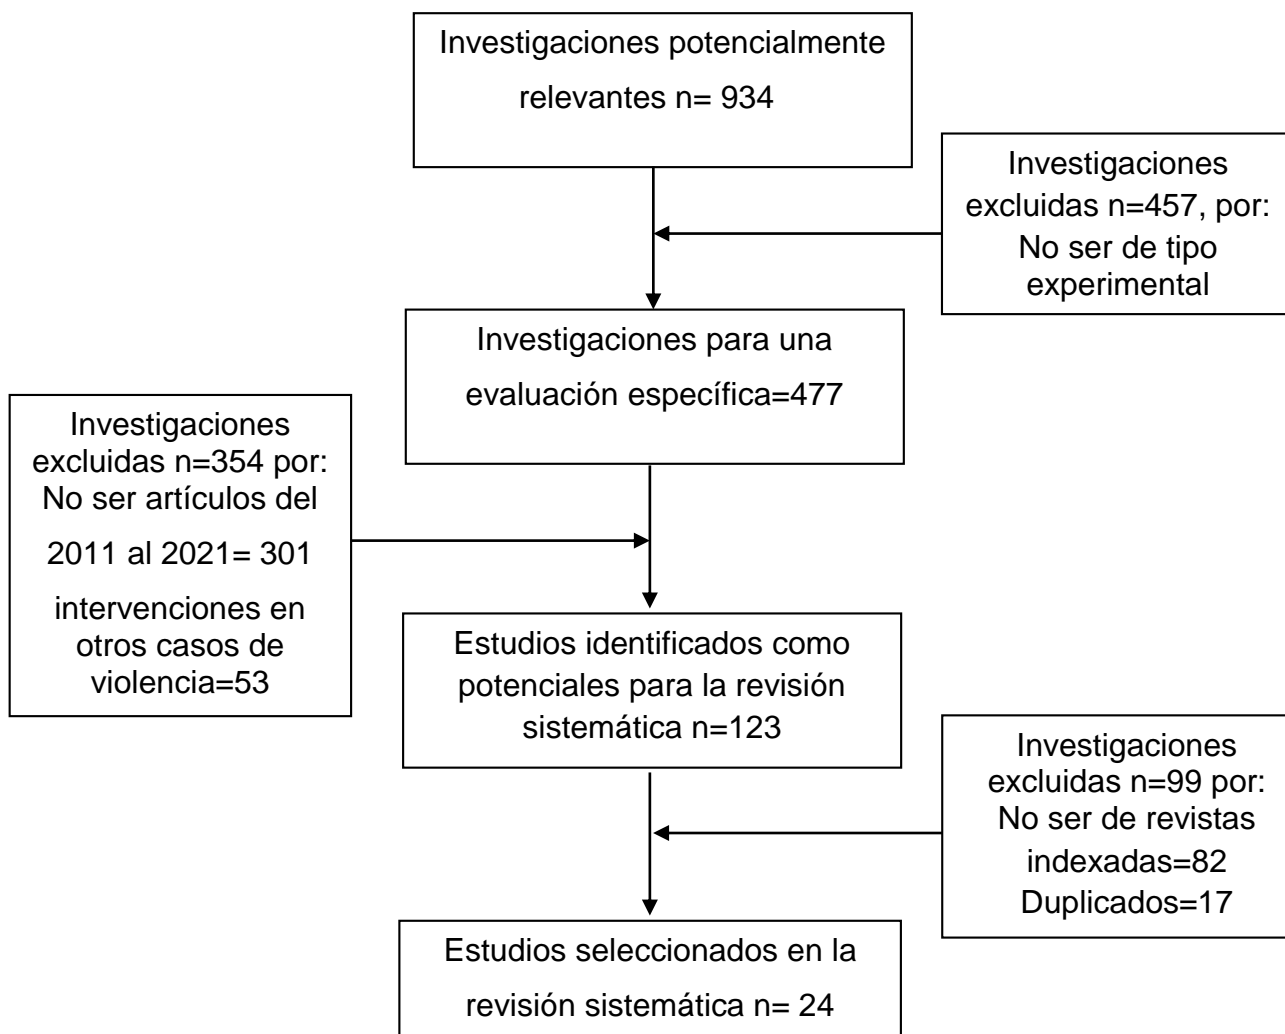 Investigaciones potencialmente
relevantes n= 934
Investigaciones
excluidas n=457, por:
No ser de tipo
experimental
Investigaciones para una
evaluación específica=477
Investigaciones
excluidas n=354 por:
No ser artículos del
2011 al 2021= 301
intervenciones en
otros casos de
violencia=53
Estudios identificados como
potenciales para la revisión
sistemática n=123
Investigaciones
excluidas n=99 por:
No ser de revistas
indexadas=82
Duplicados=17
Estudios seleccionados en la
revisión sistemática n= 24